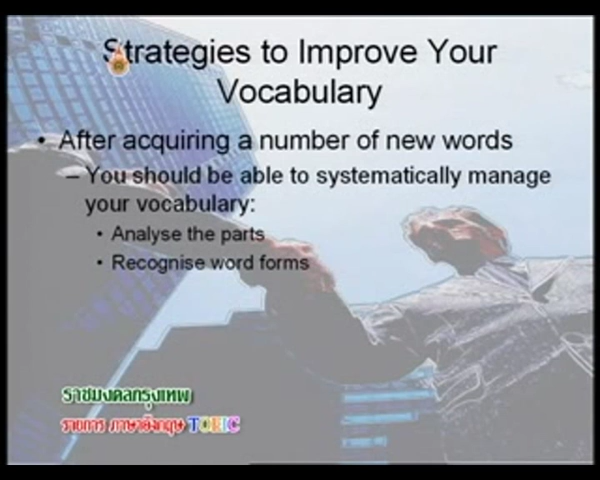 Strategies to Improve Your
Vocabulary
• After acquiring a number of new words
– You should be able to systematically manage
your vocabulary:
• Analyse the parts
• Recognise word forms
ราชมงคลกรุงเทพ
รายการ ภาษาอังกฤษ TOEIC